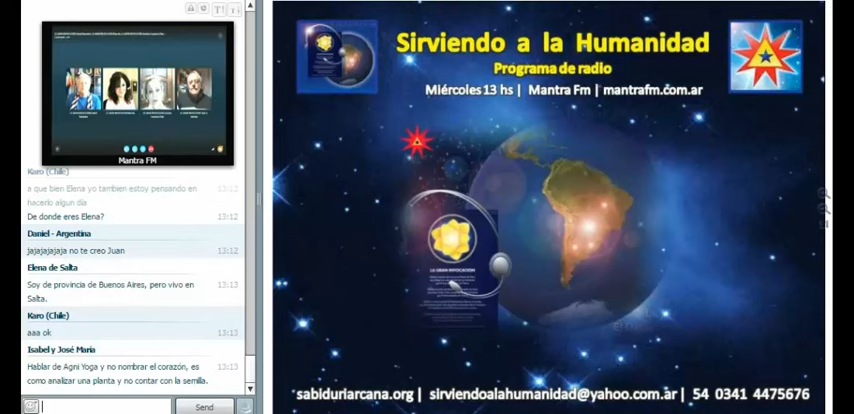 Mantra FM
Karo (Chile)
a que bien Elena yo tambien estoy pensando en
hacerlo algun dia
13:12
De donde eres Elena?
13:12
Daniel - Argentina
jajajajajaja no te creo Juan
13:12
Elena de Salta
Soy de provincia de Buenos Aires, pero vivo en
Salta.
13:13
Karo (Chile)
aaa ok
13:13
Isabel y José María
Hablar de Agni Yoga y no nombrar el corazón, es
como analizar una planta y no contar con la semilla.
13:13
Send
Sirviendo a la Humanidad
Programa de radio
Miércoles 13 hs | Mantra Fm | mantrafm.com.ar
LA GRAN INVOCACION
sabiduriarcana.org | sirviendoalahumanidad@yahoo.com.ar | 54 0341 4475676